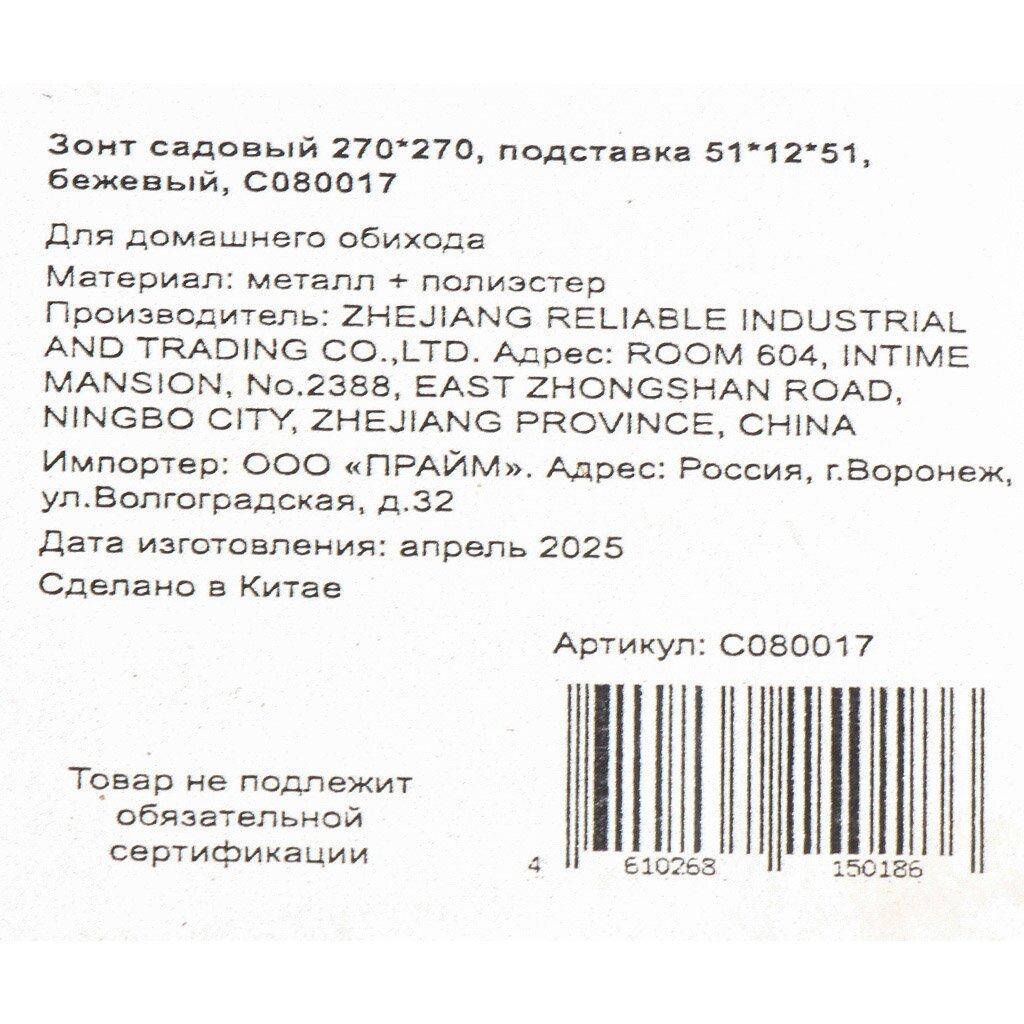 Зонт садовый 270*270, подставка 51*12*51,
бежевый, C080017
Для домашнего обихода
Материал: металл + полиэстер
Производитель: ZHEJIANG RELIABLE INDUSTRIAL
AND TRADING CO.,LTD. Адрес: ROOM 604, INTIME
MANSION, No.2388, EAST ZHONGSHAN ROAD,
NINGBO CITY, ZHEJIANG PROVINCE, CHINA
Импортер: ООО «ПРАЙМ». Адрес: Россия, г.Воронеж,
ул.Волгоградская, д.32
Дата изготовления: апрель 2025
Сделано в Китае
Артикул: C080017
Товар не подлежит
обязательной
сертификации
4 610268 150186